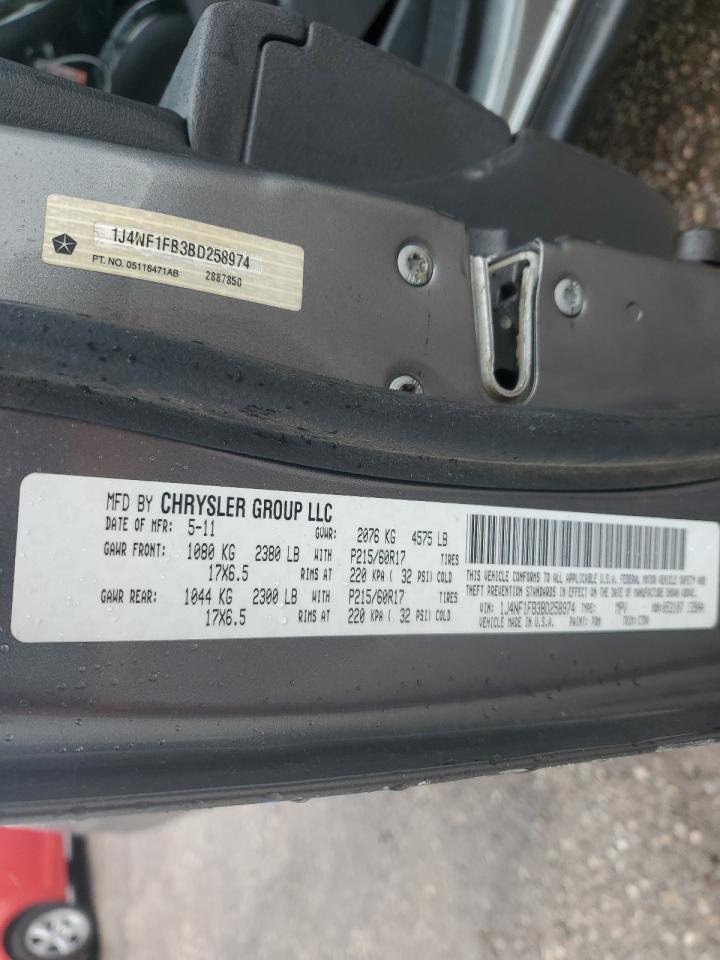 1J4NF1FB3BD258974
PT. NO. 05116471AB 2887850
MFD BY CHRYSLER GROUP LLC
DATE OF MFR: 5-11 GVWR: 2076 KG 4575 LB
GAWR FRONT: 1080 KG 2380 LB WITH P215/60R17 TIRES
17X6.5 RIMS AT 220 KPA ( 32 PSI) COLD
GAWR REAR: 1044 KG 2300 LB WITH P215/60R17 TIRES
17X6.5 RIMS AT 220 KPA ( 32 PSI) COLD
THIS VEHICLE CONFORMS TO ALL APPLICABLE U.S.A. FEDERAL MOTOR VEHICLE SAFETY AND
THEFT PREVENTION STANDARDS IN EFFECT ON THE DATE OF MANUFACTURE SHOWN ABOVE.
VIN: 1J4NF1FB3BD258974 TYPE: MPV
VEHICLE MADE IN U.S.A. PAINT: PDM TRIM: